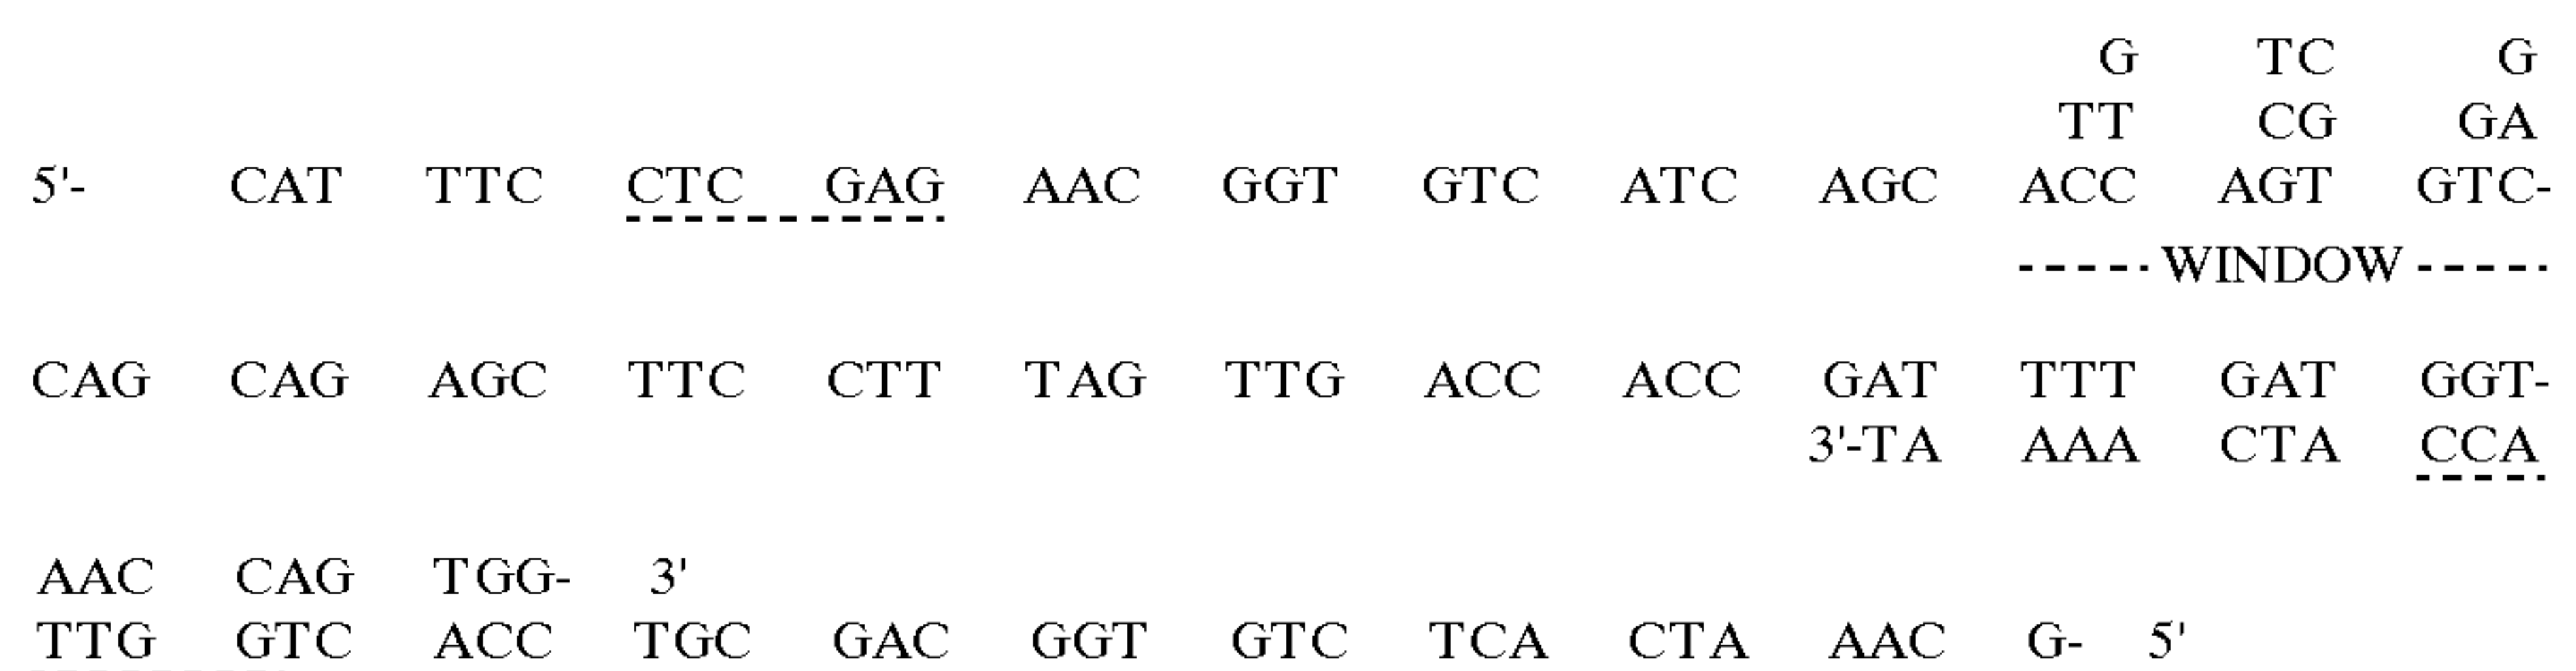 G TC G
TT CG GA
5'- CAT TTC CTC GAG AAC GGT GTC ATC AGC ACC AGT GTC-
-----WINDOW-----
CAG CAG AGC TTC CTT TAG TTG ACC ACC GAT TTT GAT GGT-
3'-TA AAA CTA CCA
AAC CAG TGG- 3'
TTG GTC ACC TGC GAC GGT GTC TCA CTA AAC G- 5'